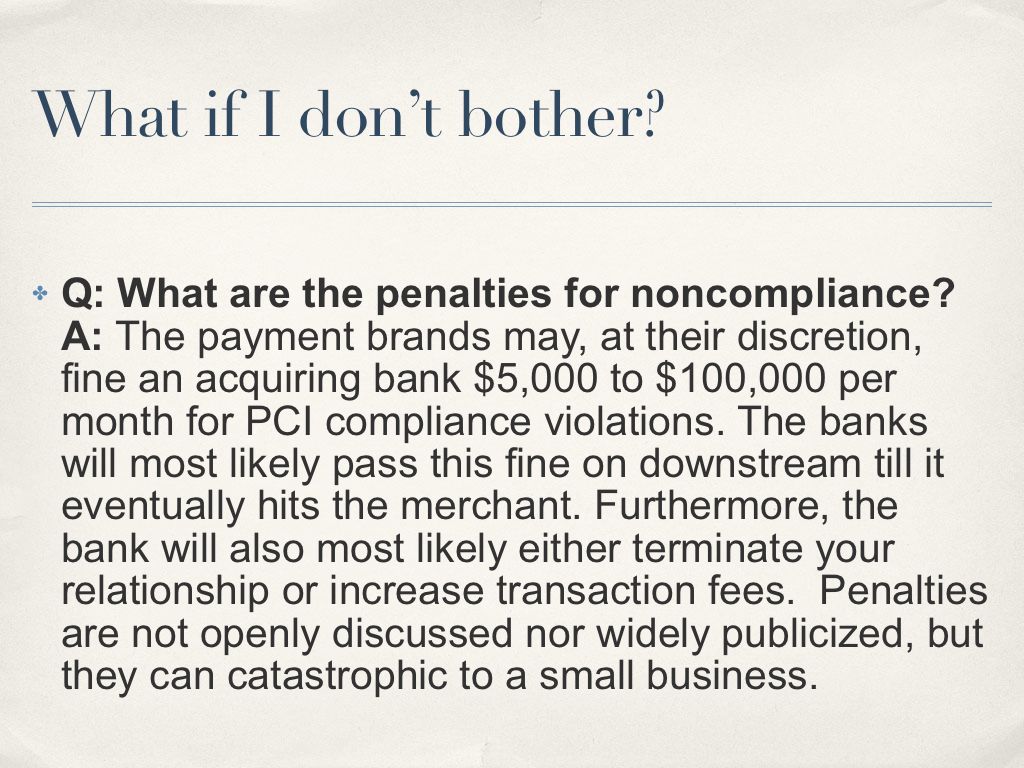 What if I don’t bother?
Q: What are the penalties for noncompliance?
A: The payment brands may, at their discretion,
fine an acquiring bank $5,000 to $100,000 per
month for PCI compliance violations. The banks
will most likely pass this fine on downstream till it
eventually hits the merchant. Furthermore, the
bank will also most likely either terminate your
relationship or increase transaction fees.  Penalties
are not openly discussed nor widely publicized, but
they can catastrophic to a small business.